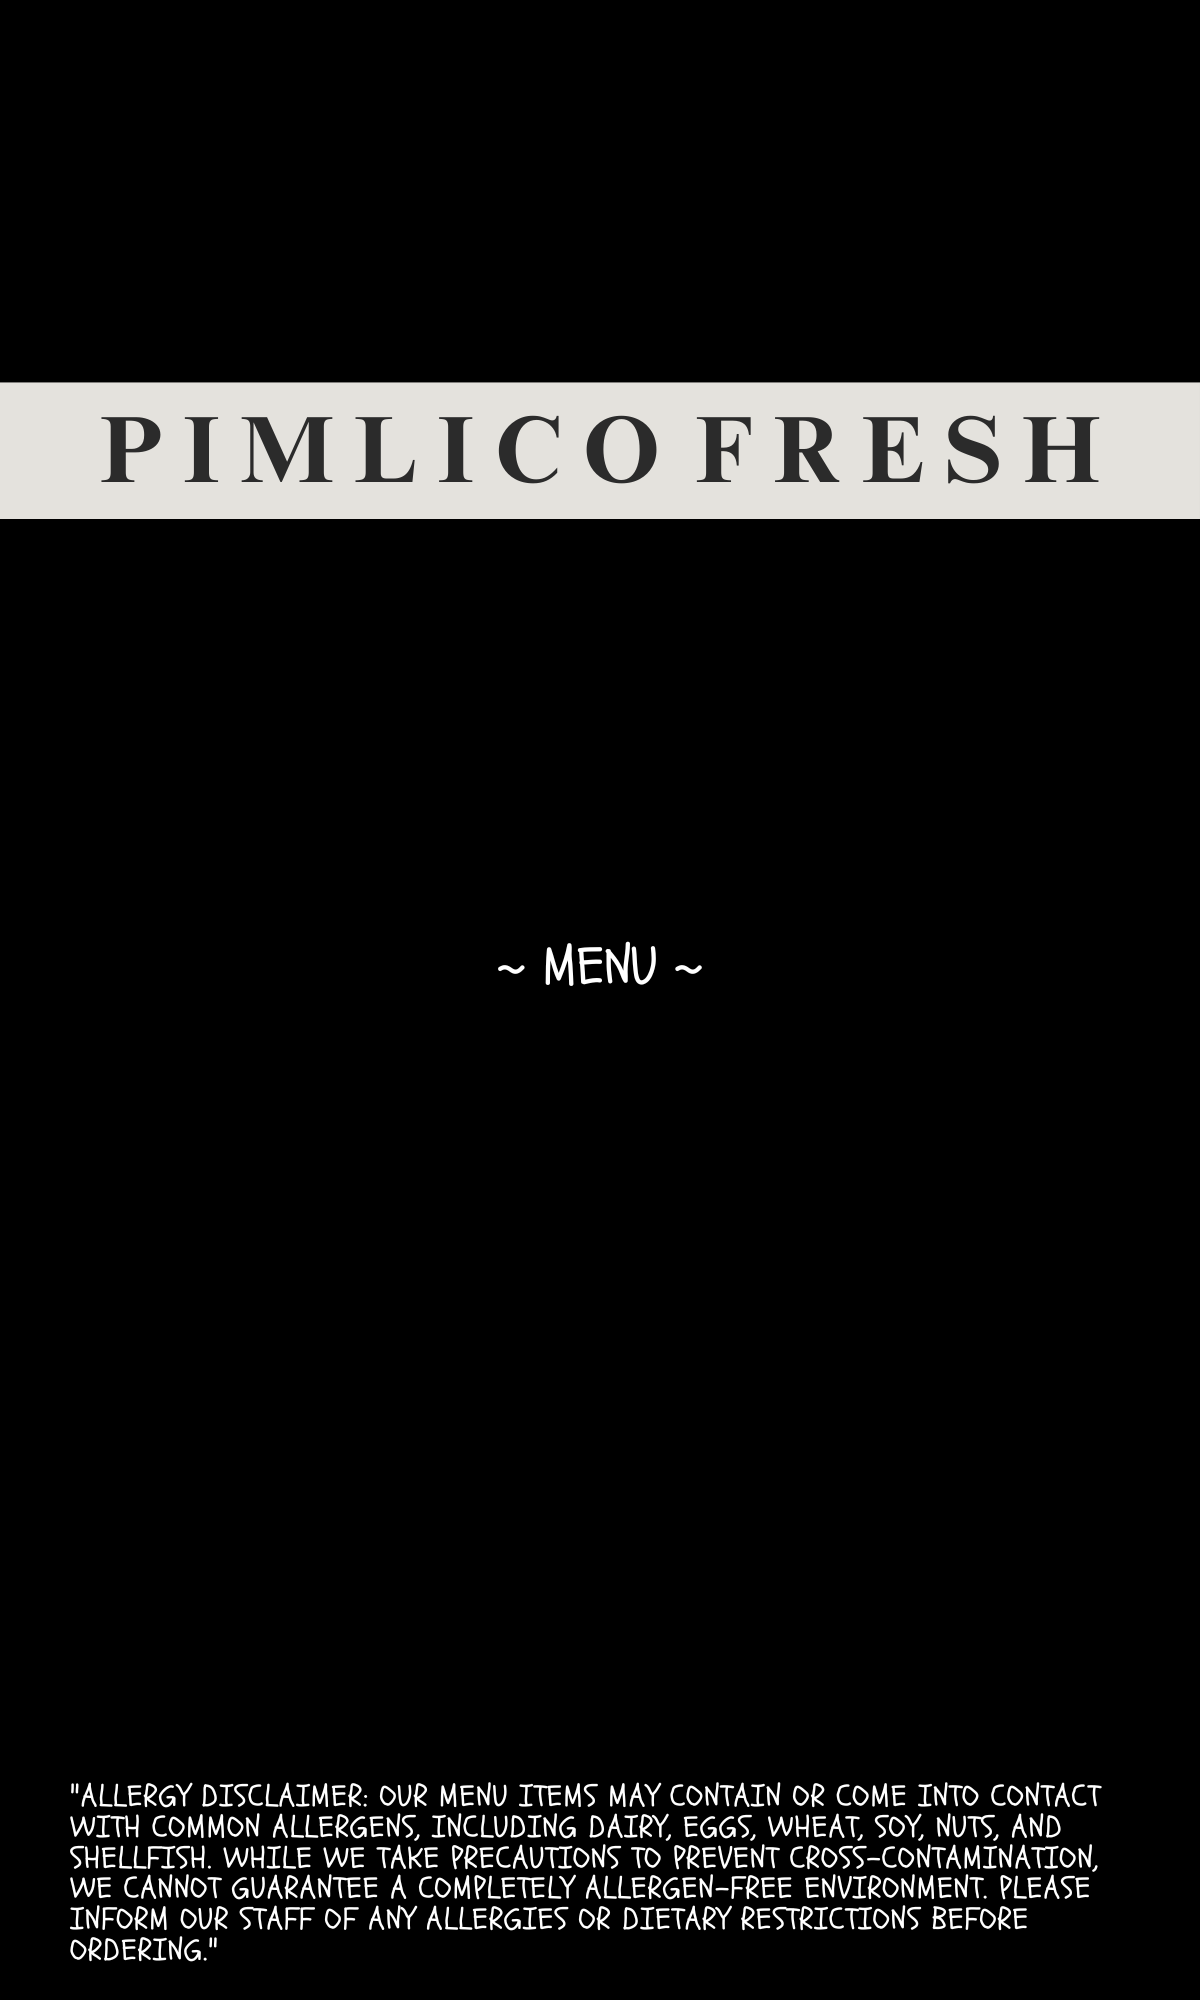 PIMLICO FRESH
~ MENU ~
"ALLERGY DISCLAIMER: OUR MENU ITEMS MAY CONTAIN OR COME INTO CONTACT
WITH COMMON ALLERGENS, INCLUDING DAIRY, EGGS, WHEAT, SOY, NUTS, AND
SHELLFISH. WHILE WE TAKE PRECAUTIONS TO PREVENT CROSS-CONTAMINATION,
WE CANNOT GUARANTEE A COMPLETELY ALLERGEN-FREE ENVIRONMENT. PLEASE
INFORM OUR STAFF OF ANY ALLERGIES OR DIETARY RESTRICTIONS BEFORE
ORDERING."